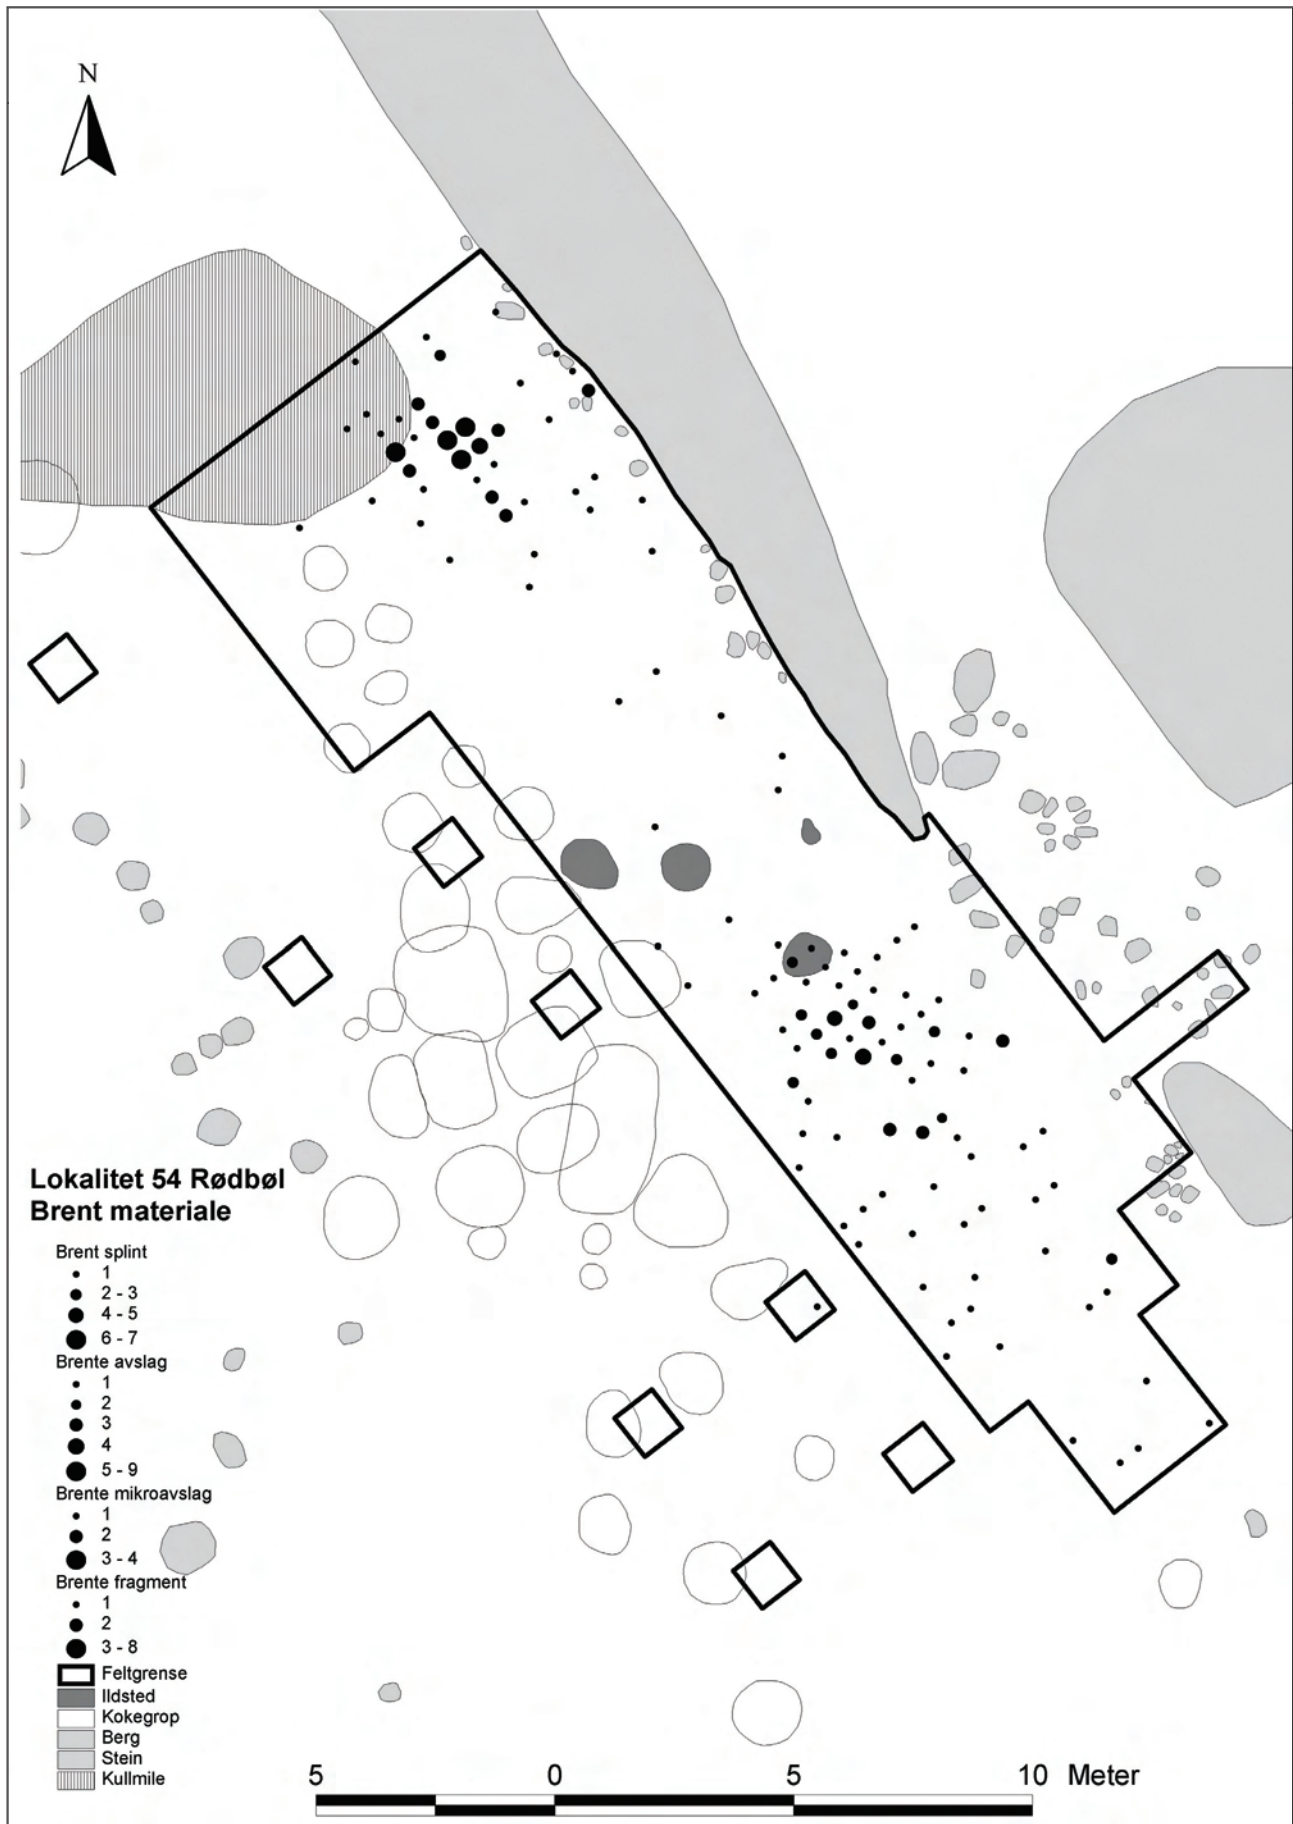 N
Lokalitet 54 Rødbøl
Brent materiale
Brent splint
1
2 - 3
4 - 5
6 - 7
Brente avslag
1
2
3
4
5 - 9
Brente mikroavslag
1
2
3 - 4
Brente fragment
1
2
3 - 8
Feltgrense
Ildsted
Kokegrop
Berg
Stein
Kullmile
5 0 5 10 Meter